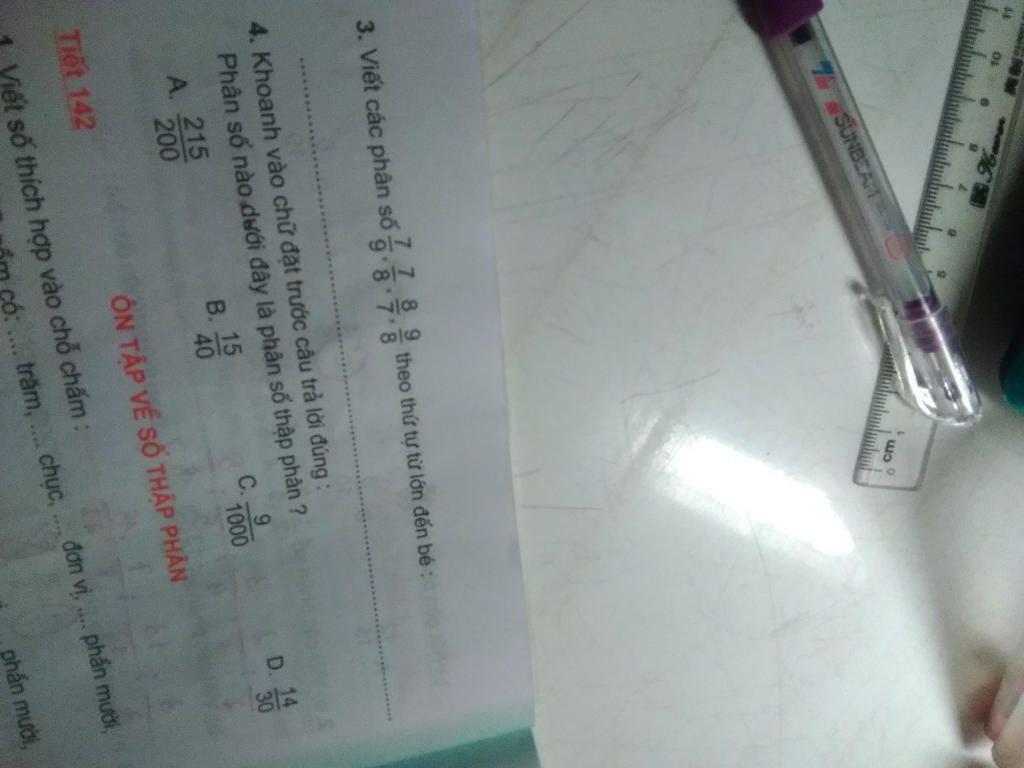 3. Viết các phân số 7/9, 7/8, 8/7, 9/8 theo thứ tự từ lớn đến bé :
4. Khoanh vào chữ đặt trước câu trả lời đúng :
Phân số nào dưới đây là phân số thập phân ?
A. 215/200 B. 15/40 C. 9/1000 D. 14/30
Tiết 142
ÔN TẬP VỀ SỐ THẬP PHÂN
1. Viết số thích hợp vào chỗ chấm :
có: .... trăm, .... chục, .... đơn vị, .... phần mười,
phần mười,
SUNBEAM
cm